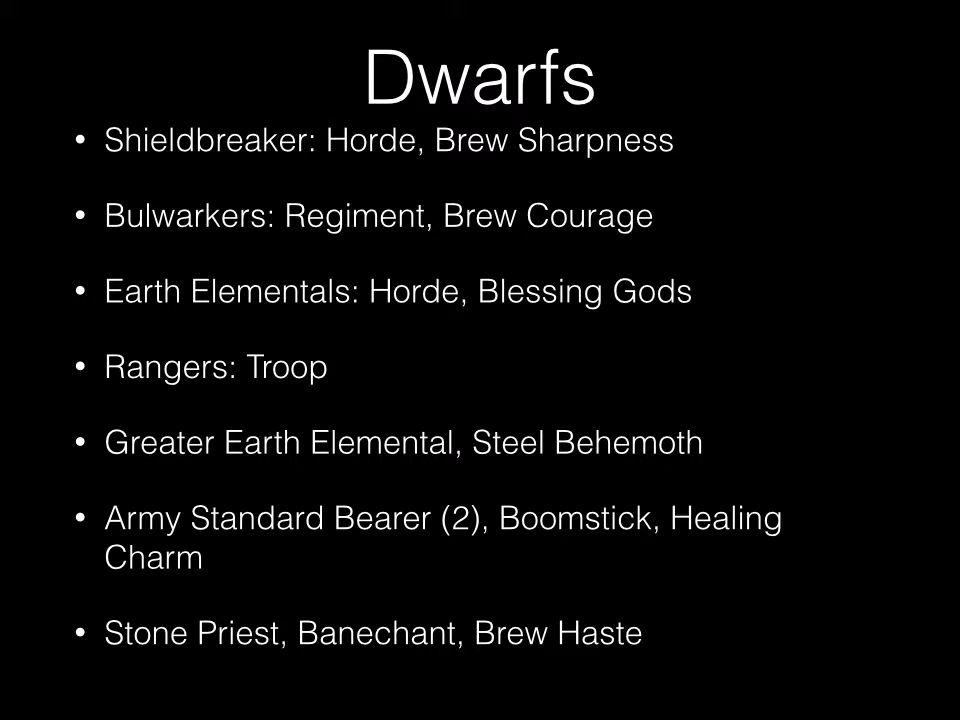 Dwarfs
• Shieldbreaker: Horde, Brew Sharpness
• Bulwarkers: Regiment, Brew Courage
• Earth Elementals: Horde, Blessing Gods
• Rangers: Troop
• Greater Earth Elemental, Steel Behemoth
• Army Standard Bearer (2), Boomstick, Healing
Charm
• Stone Priest, Banechant, Brew Haste